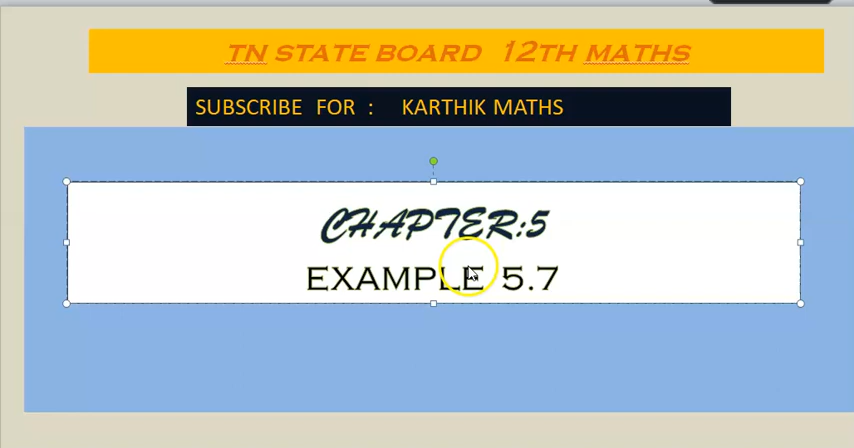 TN STATE BOARD 12TH MATHS
SUBSCRIBE FOR : KARTHIK MATHS
CHAPTER:5
EXAMPLE 5.7